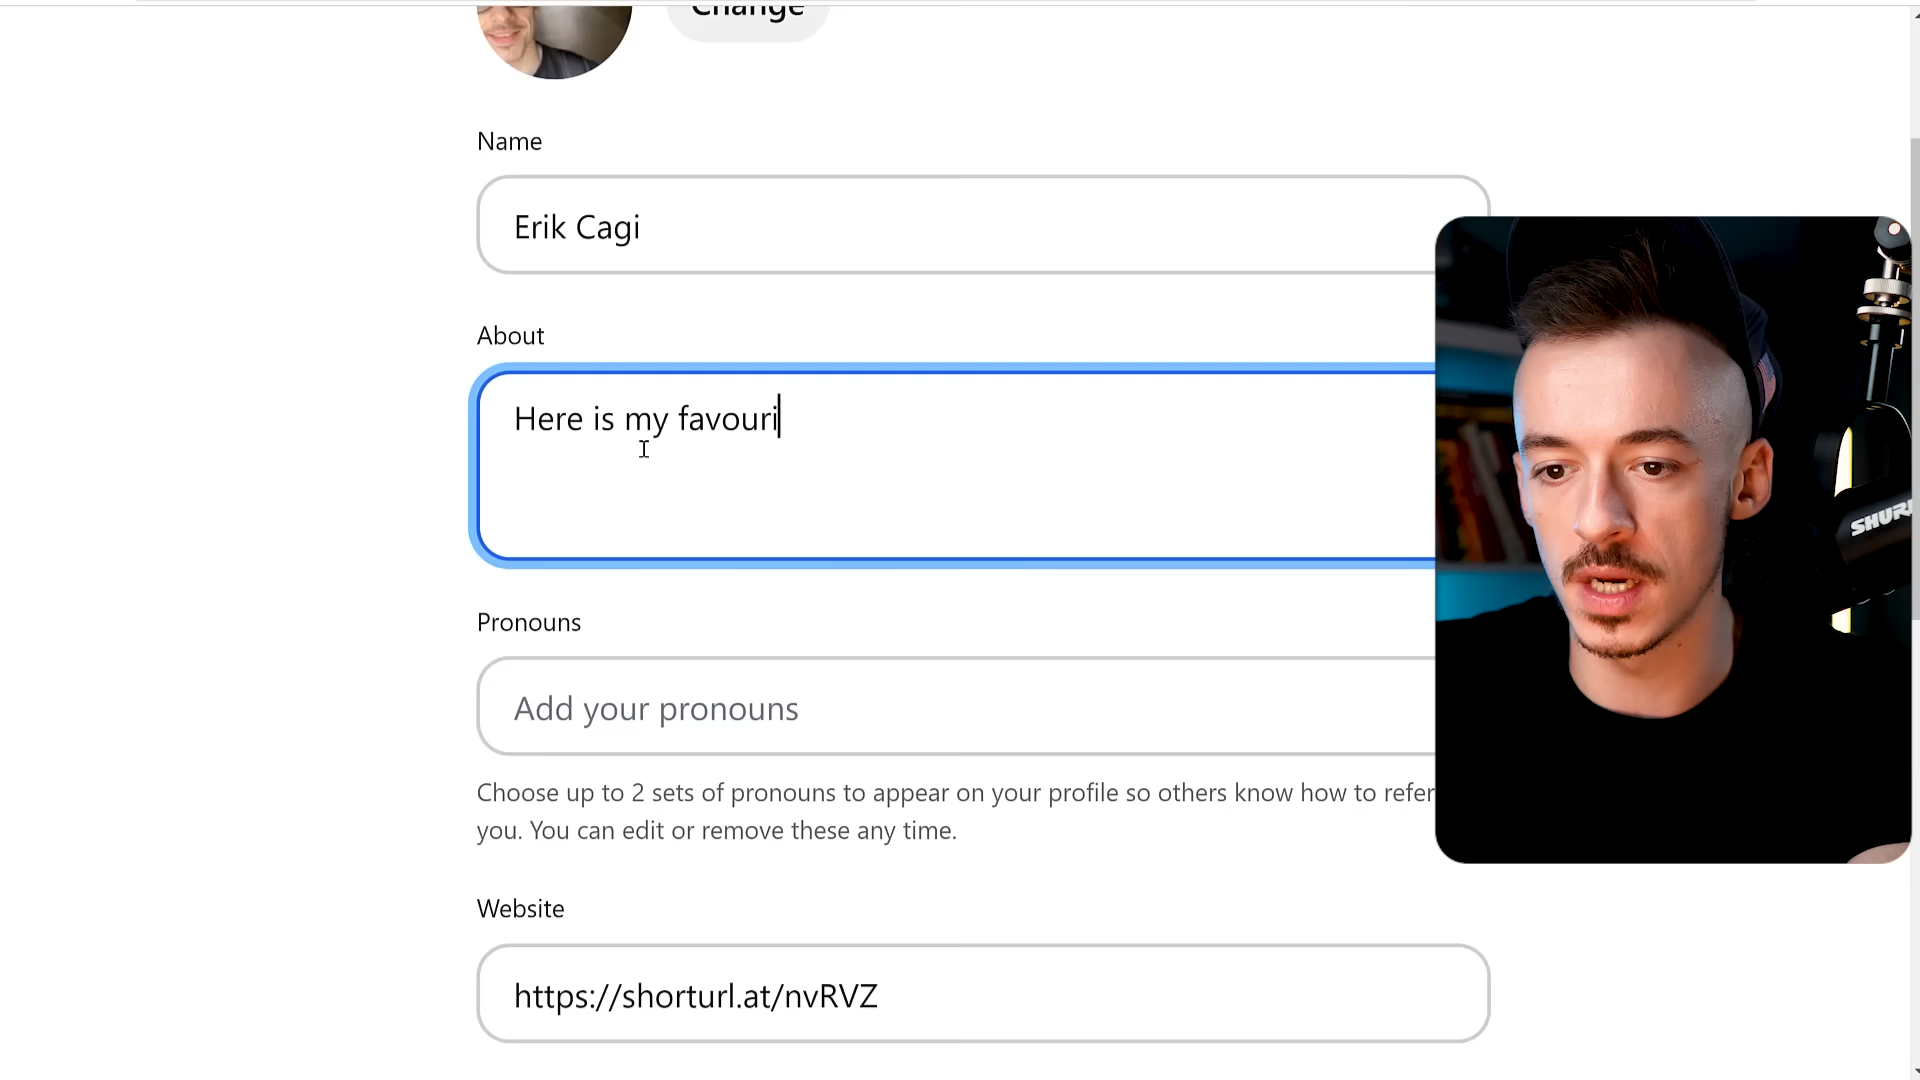 Change
Name
Erik Cagi
About
Here is my favouri
Pronouns
Add your pronouns
Choose up to 2 sets of pronouns to appear on your profile so others know how to refer
you. You can edit or remove these any time.
Website
https://shorturl.at/nvRVZ
SHURE